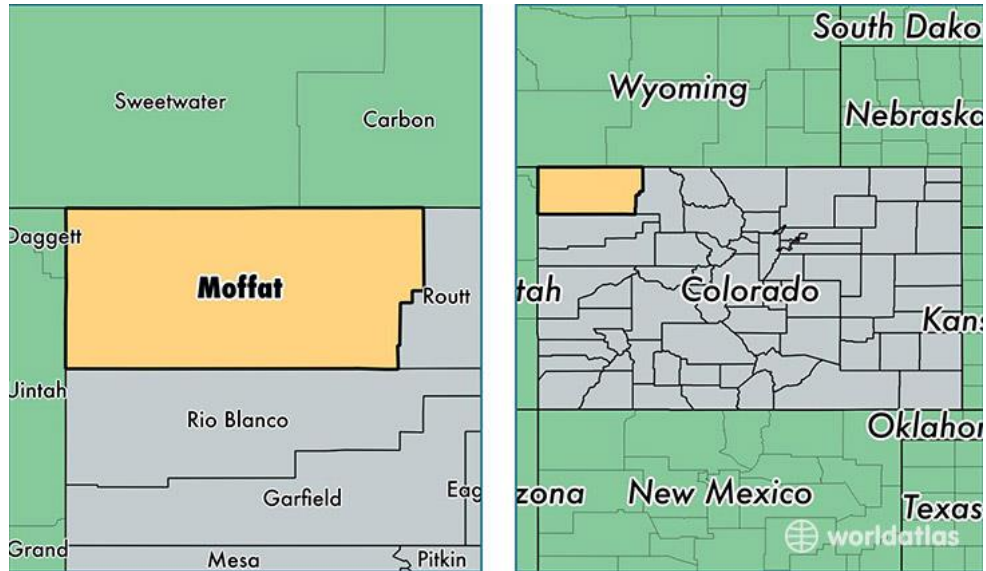 Sweetwater
Carbon
Daggett
Moffat
Routt
Uintah
Rio Blanco
Garfield
Eag
Grand
Mesa
Pitkin
South Dako
Wyoming
Nebraska
tah
Colorado
Kans
Oklahor
zona
New Mexico
Texas
worldatlas